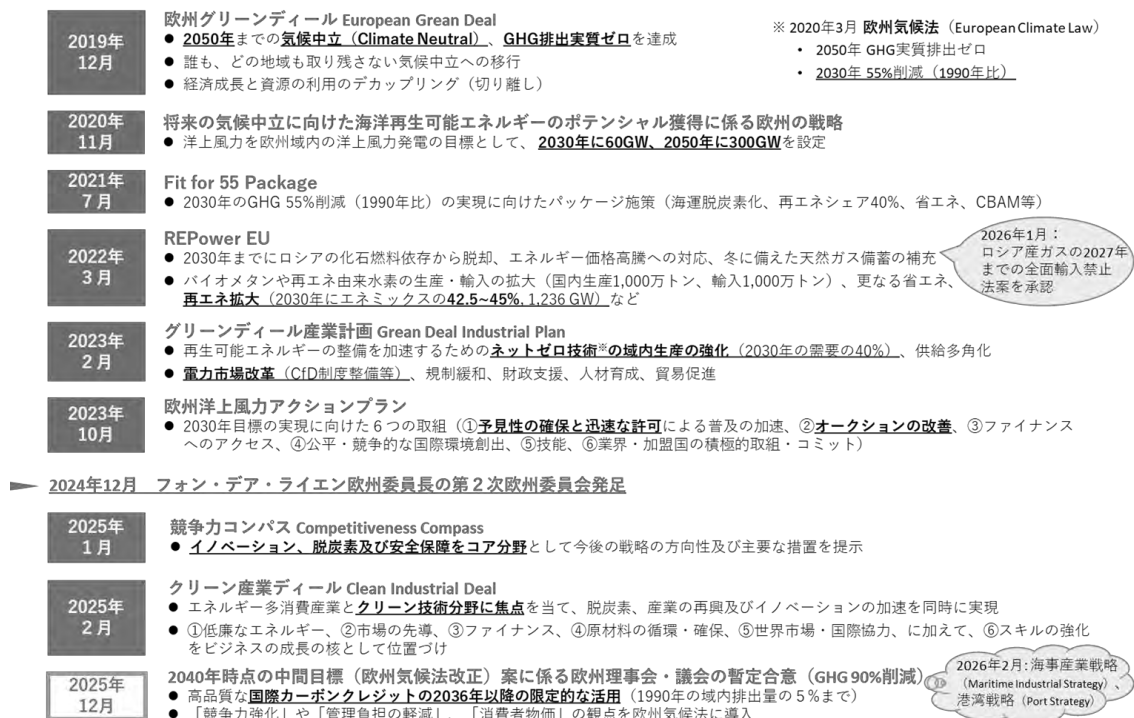 2019年
12月
欧州グリーンディール European Grean Deal
● 2050年までの気候中立（Climate Neutral）、GHG排出実質ゼロを達成
● 誰も、どの地域も取り残さない気候中立への移行
● 経済成長と資源の利用のデカップリング（切り離し）
※ 2020年3月 欧州気候法（European Climate Law）
• 2050年 GHG実質排出ゼロ
• 2030年 55%削減（1990年比）
2020年
11月
将来の気候中立に向けた海洋再生可能エネルギーのポテンシャル獲得に係る欧州の戦略
● 洋上風力を欧州域内の洋上風力発電の目標として、 2030年に60GW、2050年に300GWを設定
2021年
7月
Fit for 55 Package
● 2030年のGHG 55%削減（1990年比）の実現に向けたパッケージ施策（海運脱炭素化、再エネシェア40%、省エネ、CBAM等）
2022年
3月
REPower EU
● 2030年までにロシアの化石燃料依存から脱却、エネルギー価格高騰への対応、冬に備えた天然ガス備蓄の補充
● バイオメタンや再エネ由来水素の生産・輸入の拡大（国内生産1,000万トン、輸入1,000万トン）、更なる省エネ、
再エネ拡大（2030年にエネミックスの42.5~45%, 1,236 GW）など
2026年1月：
ロシア産ガスの2027年
までの全面輸入禁止
法案を承認
2023年
2月
グリーンディール産業計画 Grean Deal Industrial Plan
● 再生可能エネルギーの整備を加速するためのネットゼロ技術※の域内生産の強化（2030年の需要の40%）、供給多角化
● 電力市場改革（CfD制度整備等）、規制緩和、財政支援、人材育成、貿易促進
2023年
10月
欧州洋上風力アクションプラン
● 2030年目標の実現に向けた６つの取組（①予見性の確保と迅速な許可による普及の加速、②オークションの改善、③ファイナンス
へのアクセス、④公平・競争的な国際環境創出、⑤技能、⑥業界・加盟国の積極的取組・コミット）
2024年12月　フォン・デア・ライエン欧州委員長の第２次欧州委員会発足
2025年
1月
競争力コンパス Competitiveness Compass
● イノベーション、脱炭素及び安全保障をコア分野として今後の戦略の方向性及び主要な措置を提示
2025年
2月
クリーン産業ディール Clean Industrial Deal
● エネルギー多消費産業とクリーン技術分野に焦点を当て、脱炭素、産業の再興及びイノベーションの加速を同時に実現
● ①低廉なエネルギー、②市場の先導、③ファイナンス、④原材料の循環・確保、⑤世界市場・国際協力、に加えて、⑥スキルの強化
をビジネスの成長の核として位置づけ
2025年
12月
2040年時点の中間目標（欧州気候法改正）案に係る欧州理事会・議会の暫定合意（GHG 90%削減）
● 高品質な国際カーボンクレジットの2036年以降の限定的な活用（1990年の域内排出量の５%まで）
● 「競争力強化」や「管理負担の軽減」、「消費者物価」の観点を欧州気候法に導入
2026年2月: 海事産業戦略
（Maritime Industrial Strategy）、
港湾戦略（Port Strategy）